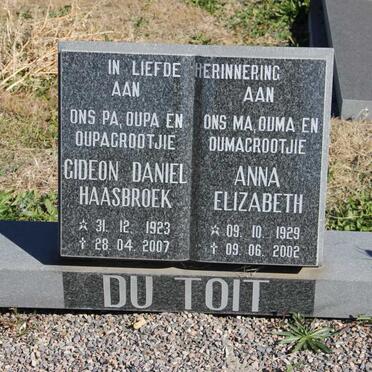 IN LIEFDE HERINNERING
AAN
ONS PA, OUPA EN
OUPAGROOTJIE
GIDEON DANIEL
HAASBROEK
☆ 31. 12. 1923
✝ 28. 04. 2007
AAN
ONS MA, OUMA EN
OUMAGROOTJIE
ANNA
ELIZABETH
☆ 09. 10. 1929
✝ 09. 06. 2002
DU TOIT